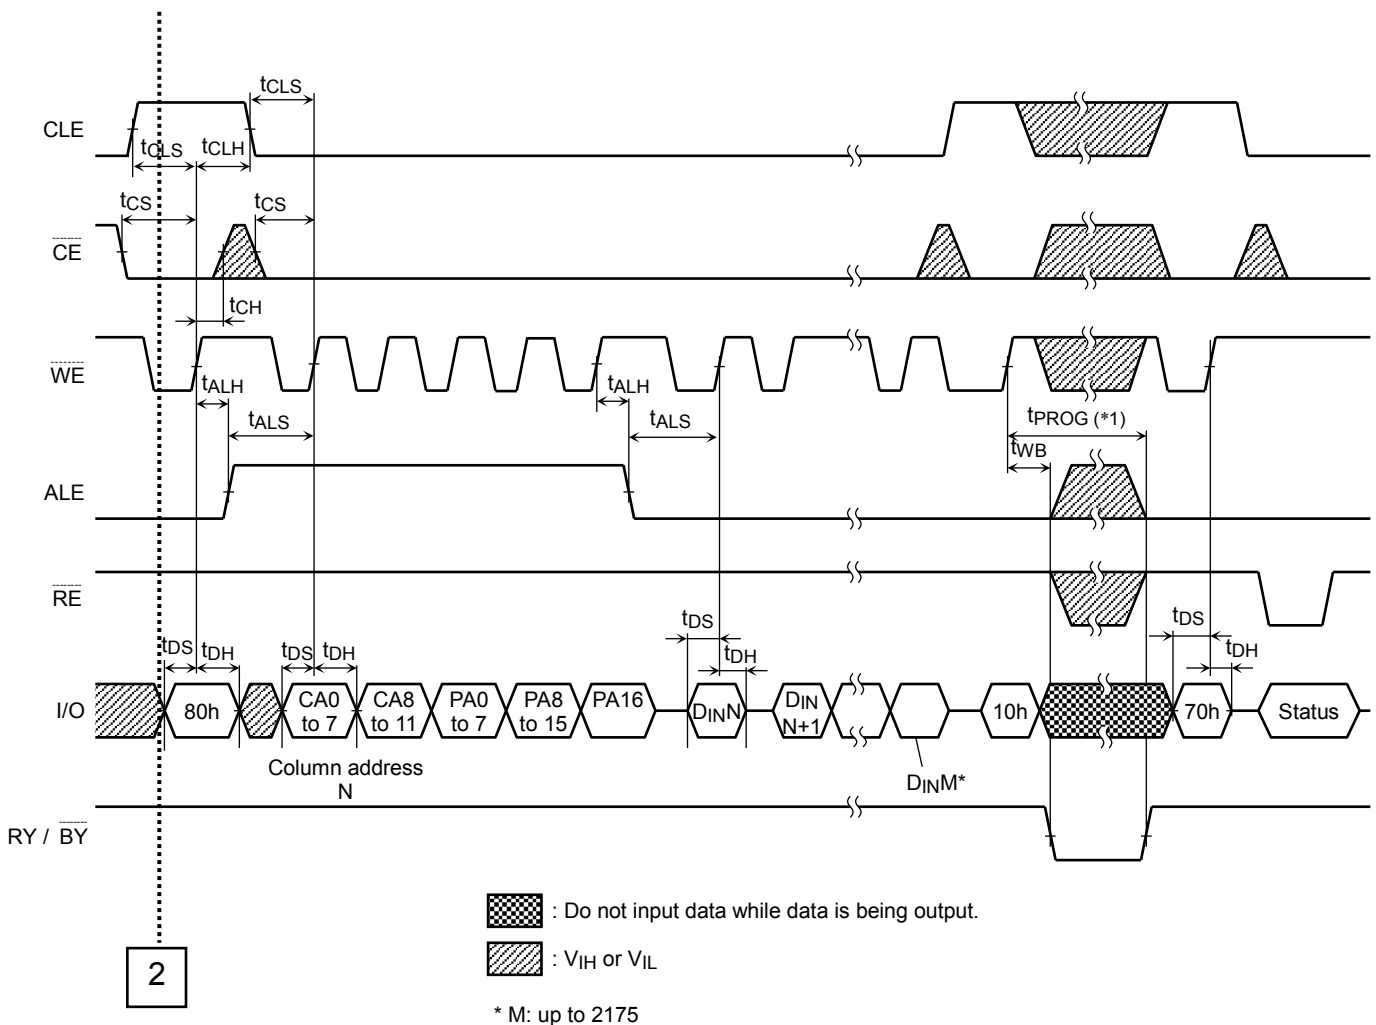 tCLS
CLE
tCLS
tCLH
tCS
tCS
CE
tCH
WE
tALH
tALH
tALS
tALS
tPROG (*1)
tWB
ALE
RE
tDS
tDH
tDS
tDH
tDS
tDH
tDS
tDH
I/O
80h
CA0 to 7
CA8 to 11
PA0 to 7
PA8 to 15
PA16
DINN
DIN N+1
10h
70h
Status
Column address
N
DINM*
RY / BY
: Do not input data while data is being output.
: VIH or VIL
2
* M: up to 2175